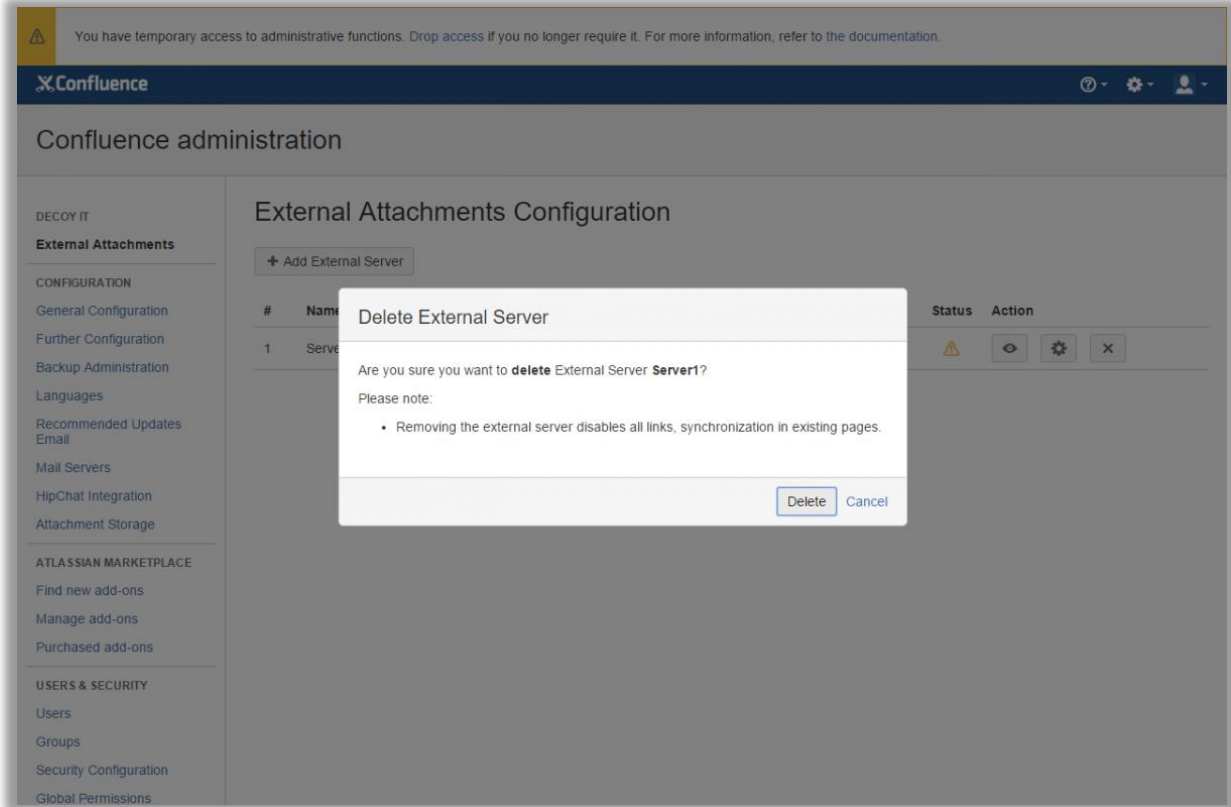 You have temporary access to administrative functions. Drop access if you no longer require it. For more information, refer to the documentation.
Confluence
Confluence administration
DECOY IT
External Attachments
CONFIGURATION
General Configuration
Further Configuration
Backup Administration
Languages
Recommended Updates
Email
Mail Servers
HipChat Integration
Attachment Storage
ATLASSIAN MARKETPLACE
Find new add-ons
Manage add-ons
Purchased add-ons
USERS & SECURITY
Users
Groups
Security Configuration
Global Permissions
External Attachments Configuration
+ Add External Server
# Name Status Action
1 Serve
Delete External Server
Are you sure you want to delete External Server Server1?
Please note:
• Removing the external server disables all links, synchronization in existing pages.
Delete Cancel